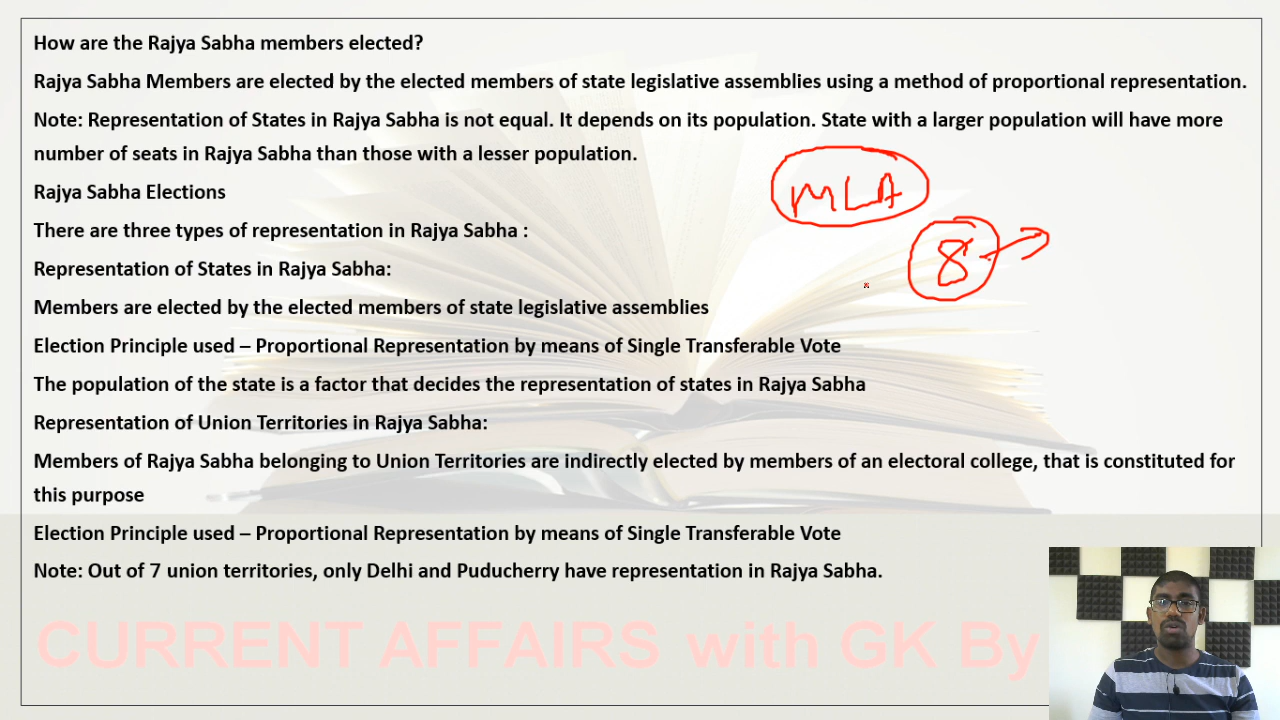 How are the Rajya Sabha members elected?
Rajya Sabha Members are elected by the elected members of state legislative assemblies using a method of proportional representation.
Note: Representation of States in Rajya Sabha is not equal. It depends on its population. State with a larger population will have more
number of seats in Rajya Sabha than those with a lesser population.
MLA
Rajya Sabha Elections
There are three types of representation in Rajya Sabha :
8
Representation of States in Rajya Sabha:
Members are elected by the elected members of state legislative assemblies
Election Principle used – Proportional Representation by means of Single Transferable Vote
The population of the state is a factor that decides the representation of states in Rajya Sabha
Representation of Union Territories in Rajya Sabha:
Members of Rajya Sabha belonging to Union Territories are indirectly elected by members of an electoral college, that is constituted for
this purpose
Election Principle used – Proportional Representation by means of Single Transferable Vote
Note: Out of 7 union territories, only Delhi and Puducherry have representation in Rajya Sabha.
CURRENT AFFAIRS with GK By